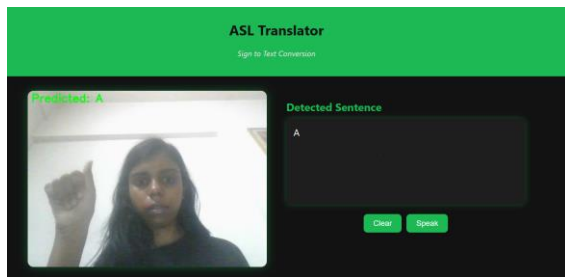 ASL Translator
Sign to Text Conversion
Predicted: A
Detected Sentence
A
Clear Speak